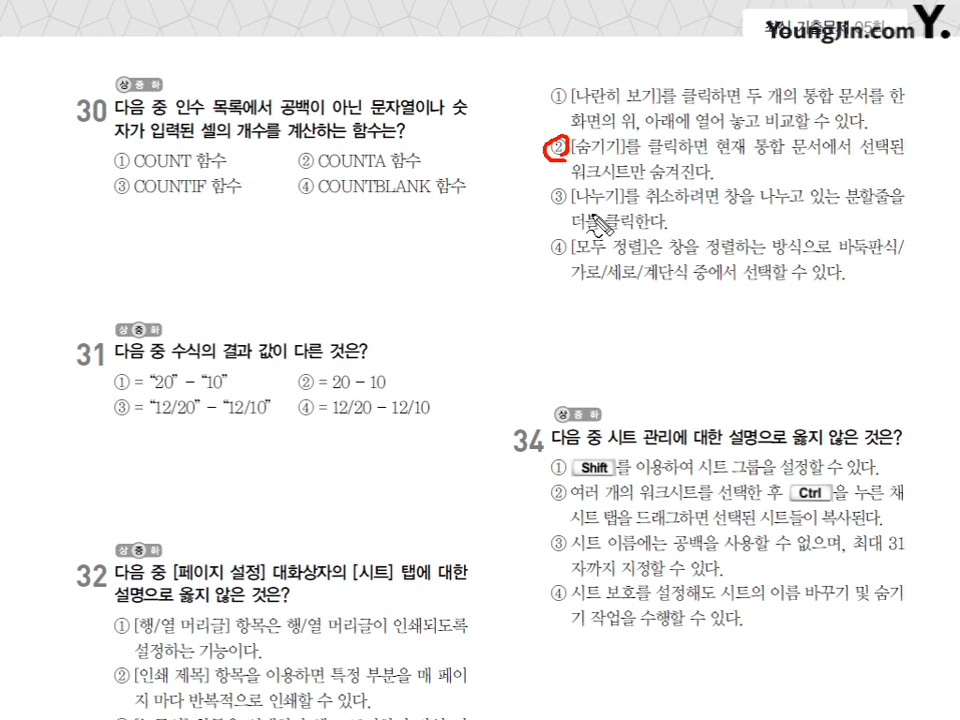 최신 기출문제 05회
YoungJin.com Y.
상 중 하
30 다음 중 인수 목록에서 공백이 아닌 문자열이나 숫
자가 입력된 셀의 개수를 계산하는 함수는?
① COUNT 함수 ② COUNTA 함수
③ COUNTIF 함수 ④ COUNTBLANK 함수
상 중 하
31 다음 중 수식의 결과 값이 다른 것은?
① = “20” - “10” ② = 20 - 10
③ = “12/20” - “12/10” ④ = 12/20 - 12/10
상 중 하
32 다음 중 [페이지 설정] 대화상자의 [시트] 탭에 대한
설명으로 옳지 않은 것은?
① [행/열 머리글] 항목은 행/열 머리글이 인쇄되도록
설정하는 기능이다.
② [인쇄 제목] 항목을 이용하면 특정 부분을 매 페이
지 마다 반복적으로 인쇄할 수 있다.
① [나란히 보기]를 클릭하면 두 개의 통합 문서를 한
화면의 위, 아래에 열어 놓고 비교할 수 있다.
② [숨기기]를 클릭하면 현재 통합 문서에서 선택된
워크시트만 숨겨진다.
③ [나누기]를 취소하려면 창을 나누고 있는 분할줄을
더블 클릭한다.
④ [모두 정렬]은 창을 정렬하는 방식으로 바둑판식/
가로/세로/계단식 중에서 선택할 수 있다.
상 중 하
34 다음 중 시트 관리에 대한 설명으로 옳지 않은 것은?
① Shift 를 이용하여 시트 그룹을 설정할 수 있다.
② 여러 개의 워크시트를 선택한 후 Ctrl 을 누른 채
시트 탭을 드래그하면 선택된 시트들이 복사된다.
③ 시트 이름에는 공백을 사용할 수 없으며, 최대 31
자까지 지정할 수 있다.
④ 시트 보호를 설정해도 시트의 이름 바꾸기 및 숨기
기 작업을 수행할 수 있다.